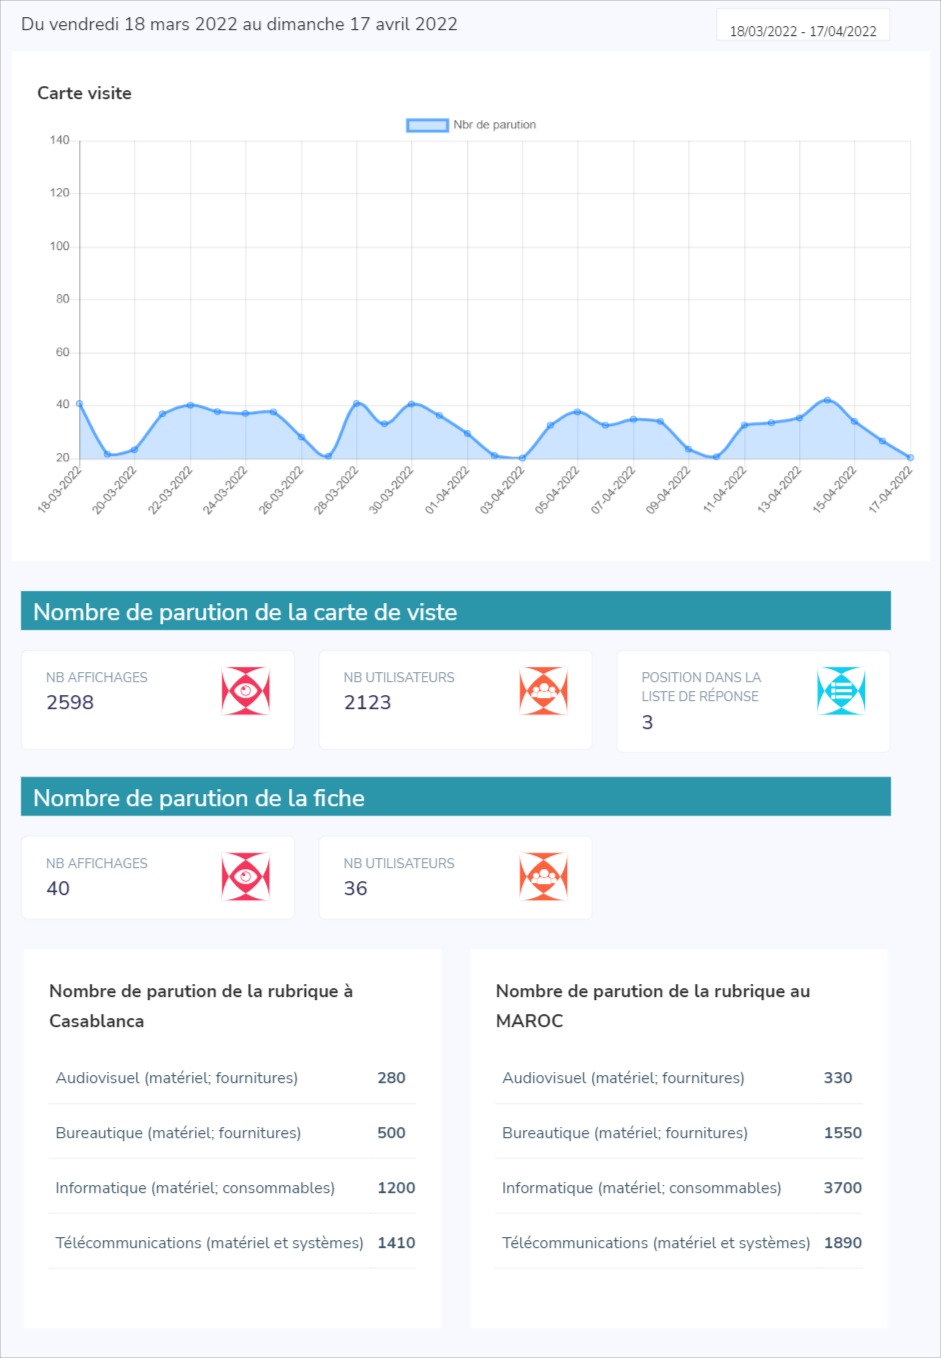 Du vendredi 18 mars 2022 au dimanche 17 avril 2022
18/03/2022 - 17/04/2022
Carte visite
Nbr de parution
140
120
100
80
60
40
20
18-03-2022
20-03-2022
22-03-2022
24-03-2022
26-03-2022
28-03-2022
30-03-2022
01-04-2022
03-04-2022
05-04-2022
07-04-2022
09-04-2022
11-04-2022
13-04-2022
15-04-2022
17-04-2022
Nombre de parution de la carte de viste
NB AFFICHAGES
2598
NB UTILISATEURS
2123
POSITION DANS LA
LISTE DE RÉPONSE
3
Nombre de parution de la fiche
NB AFFICHAGES
40
NB UTILISATEURS
36
Nombre de parution de la rubrique à
Casablanca
Audiovisuel (matériel; fournitures) 280
Bureautique (matériel; fournitures) 500
Informatique (matériel; consommables) 1200
Télécommunications (matériel et systèmes) 1410
Nombre de parution de la rubrique au
MAROC
Audiovisuel (matériel; fournitures) 330
Bureautique (matériel; fournitures) 1550
Informatique (matériel; consommables) 3700
Télécommunications (matériel et systèmes) 1890